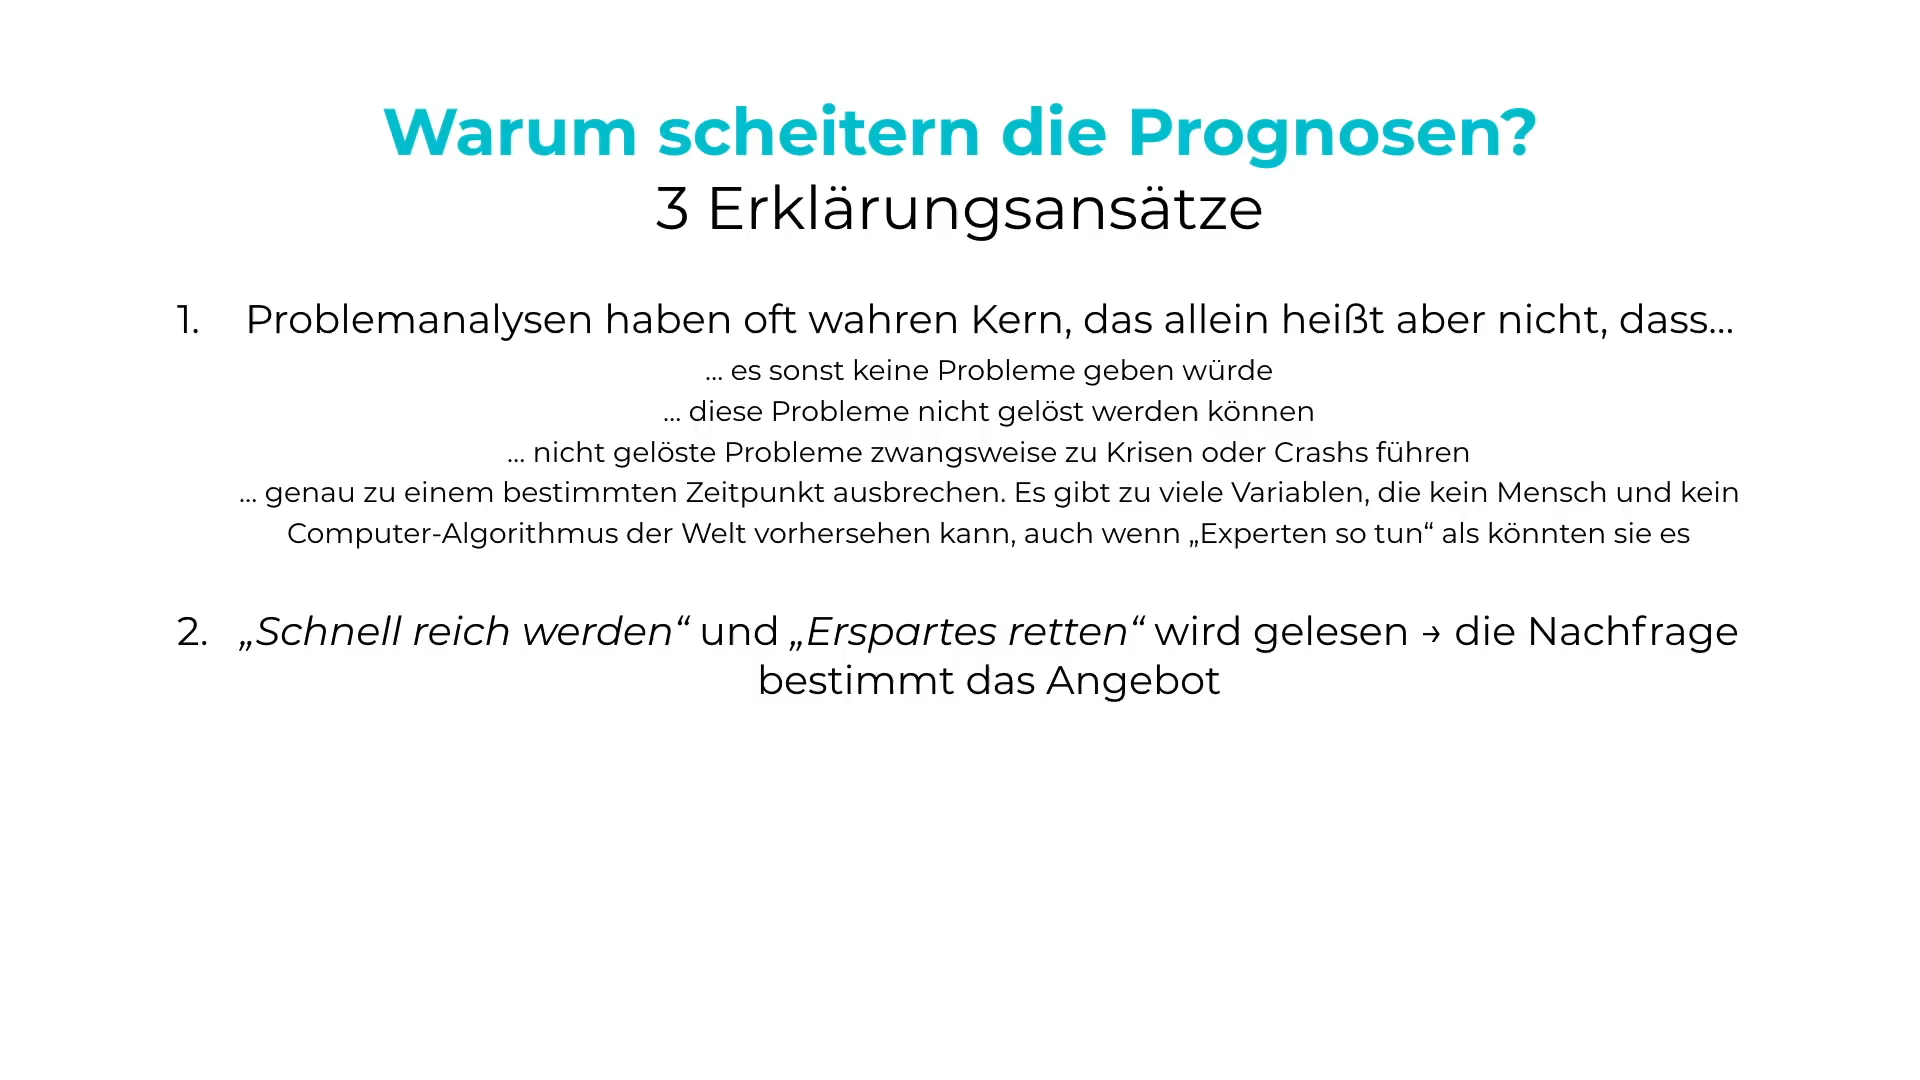 Warum scheitern die Prognosen?
3 Erklärungsansätze
1. Problemanalysen haben oft wahren Kern, das allein heißt aber nicht, dass...
... es sonst keine Probleme geben würde
... diese Probleme nicht gelöst werden können
... nicht gelöste Probleme zwangsweise zu Krisen oder Crashs führen
... genau zu einem bestimmten Zeitpunkt ausbrechen. Es gibt zu viele Variablen, die kein Mensch und kein
Computer-Algorithmus der Welt vorhersehen kann, auch wenn „Experten so tun“ als könnten sie es
2. „Schnell reich werden“ und „Erspartes retten“ wird gelesen → die Nachfrage
bestimmt das Angebot